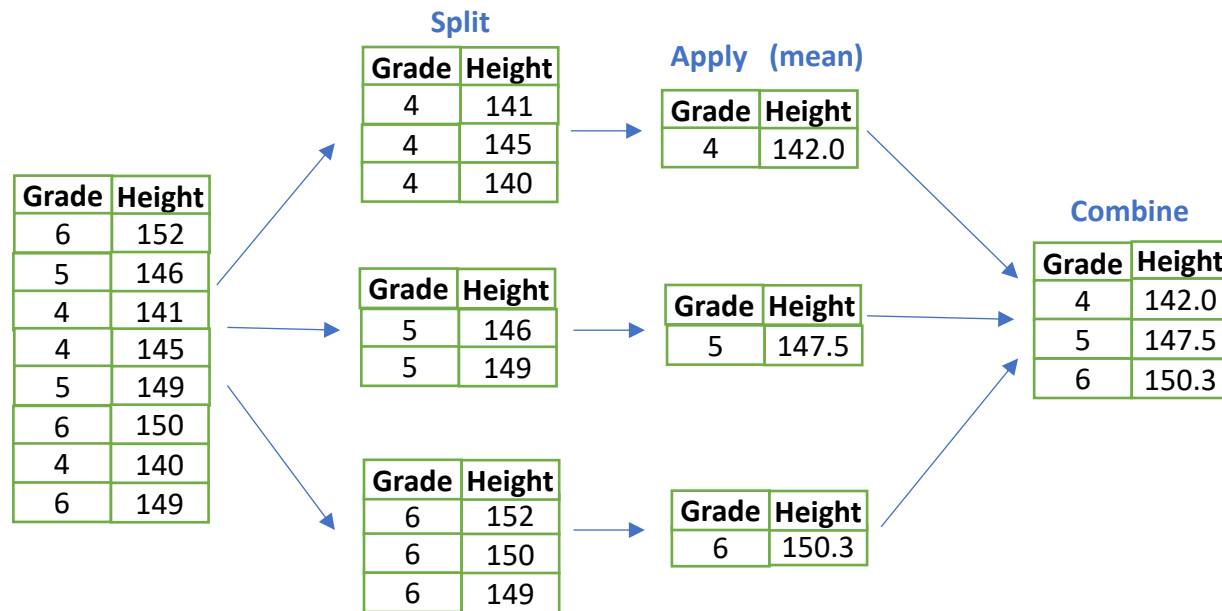 Grade Height
6 152
5 146
4 141
4 145
5 149
6 150
4 140
6 149
Split
Grade Height
4 141
4 145
4 140
Grade Height
5 146
5 149
Grade Height
6 152
6 150
6 149
Apply (mean)
Grade Height
4 142.0
Grade Height
5 147.5
Grade Height
6 150.3
Combine
Grade Height
4 142.0
5 147.5
6 150.3